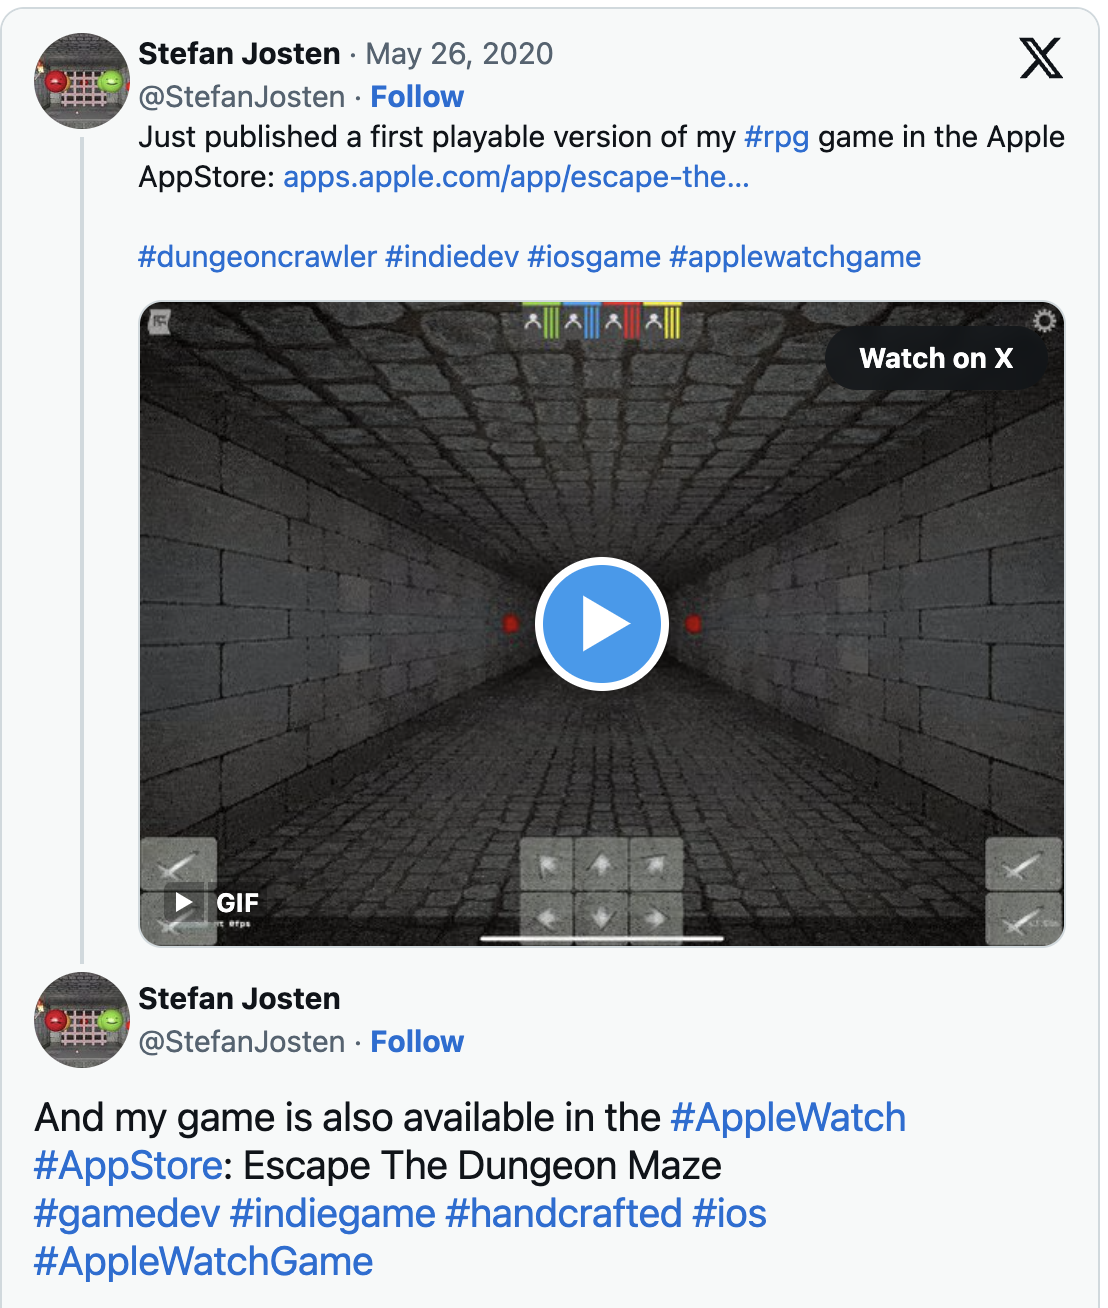 Stefan Josten · May 26, 2020
@StefanJosten · Follow
Just published a first playable version of my #rpg game in the Apple
AppStore: apps.apple.com/app/escape-the…
#dungeoncrawler #indiedev #iosgame #applewatchgame
Watch on X
GIF
Stefan Josten
@StefanJosten · Follow
And my game is also available in the #AppleWatch
#AppStore: Escape The Dungeon Maze
#gamedev #indiegame #handcrafted #ios
#AppleWatchGame